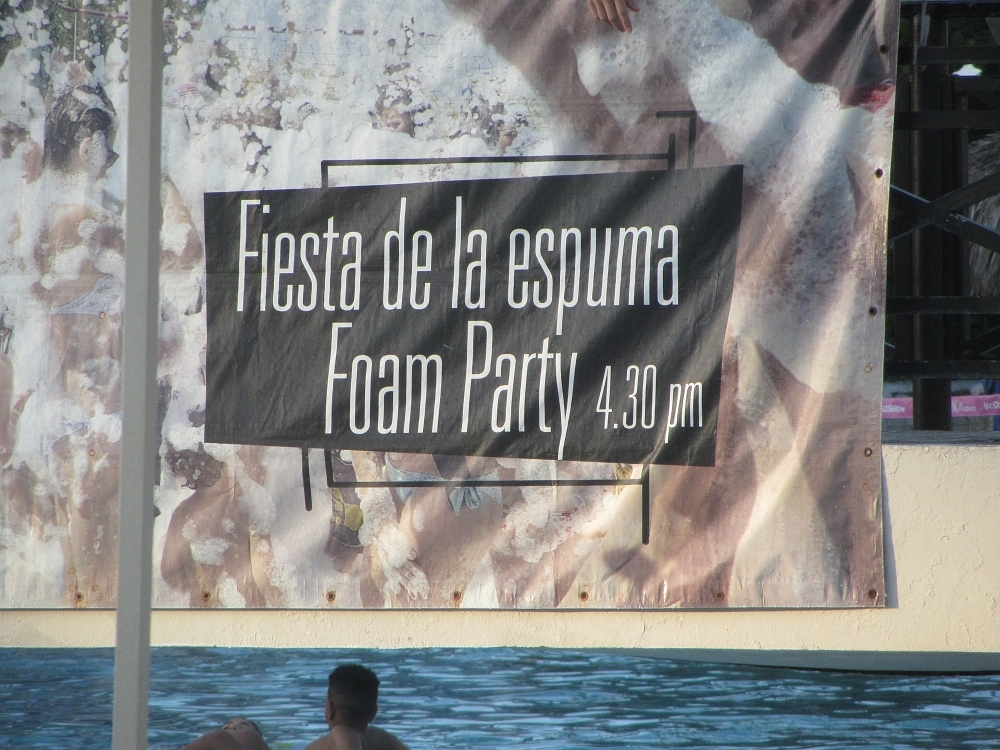 Fiesta de la espuma
Foam Party 4.30 pm